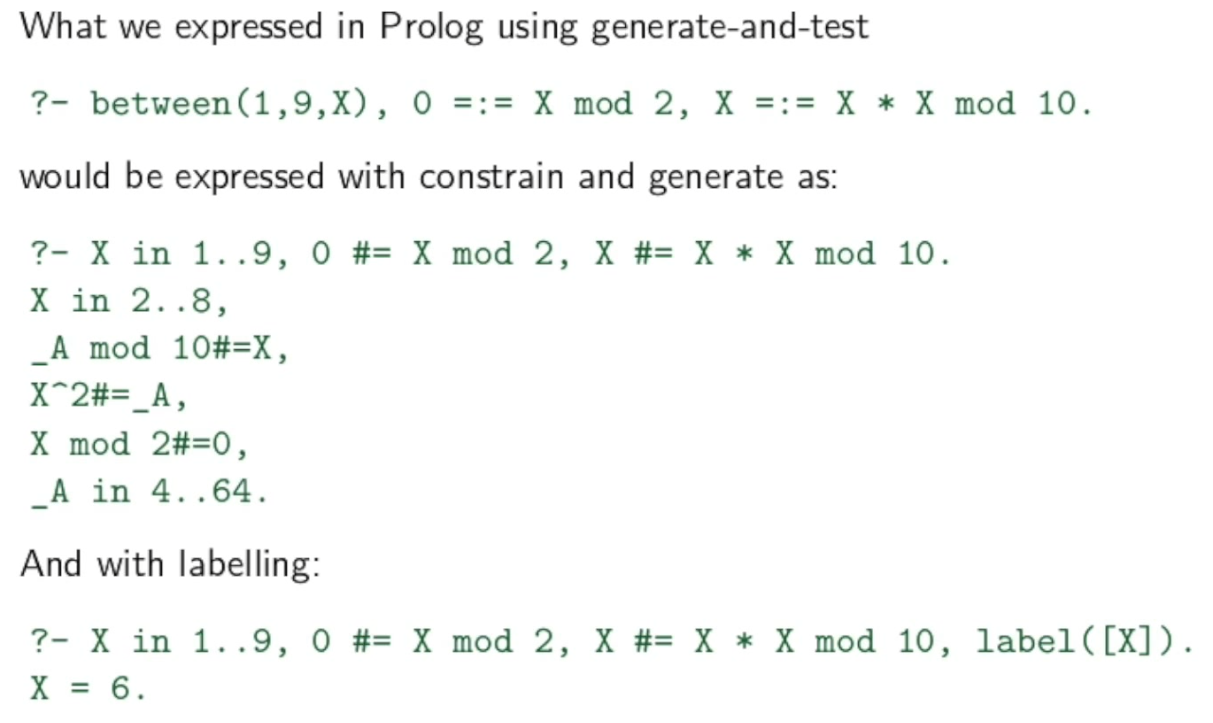 What we expressed in Prolog using generate-and-test
?- between(1,9,X), 0 =:= X mod 2, X =:= X * X mod 10.
would be expressed with constrain and generate as:
?- X in 1..9, 0 #= X mod 2, X #= X * X mod 10.
X in 2..8,
_A mod 10#=X,
X^2#=_A,
X mod 2#=0,
_A in 4..64.
And with labelling:
?- X in 1..9, 0 #= X mod 2, X #= X * X mod 10, label([X]).
X = 6.